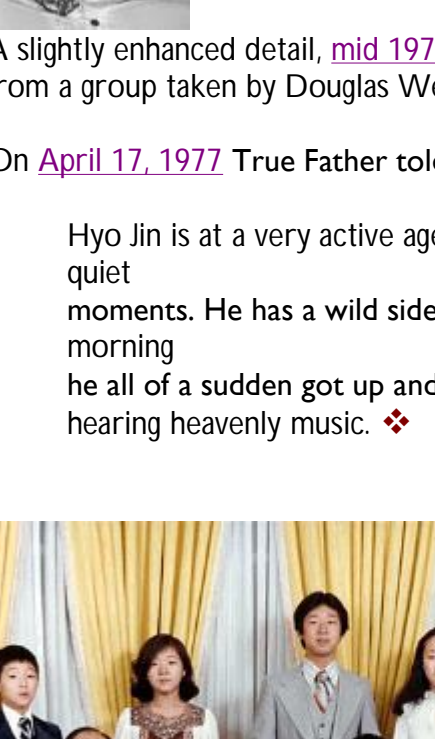 A slightly enhanced detail, mid 197
from a group taken by Douglas We
On April 17, 1977 True Father tol
Hyo Jin is at a very active age
quiet
moments. He has a wild side
morning
he all of a sudden got up and
hearing heavenly music. ❖